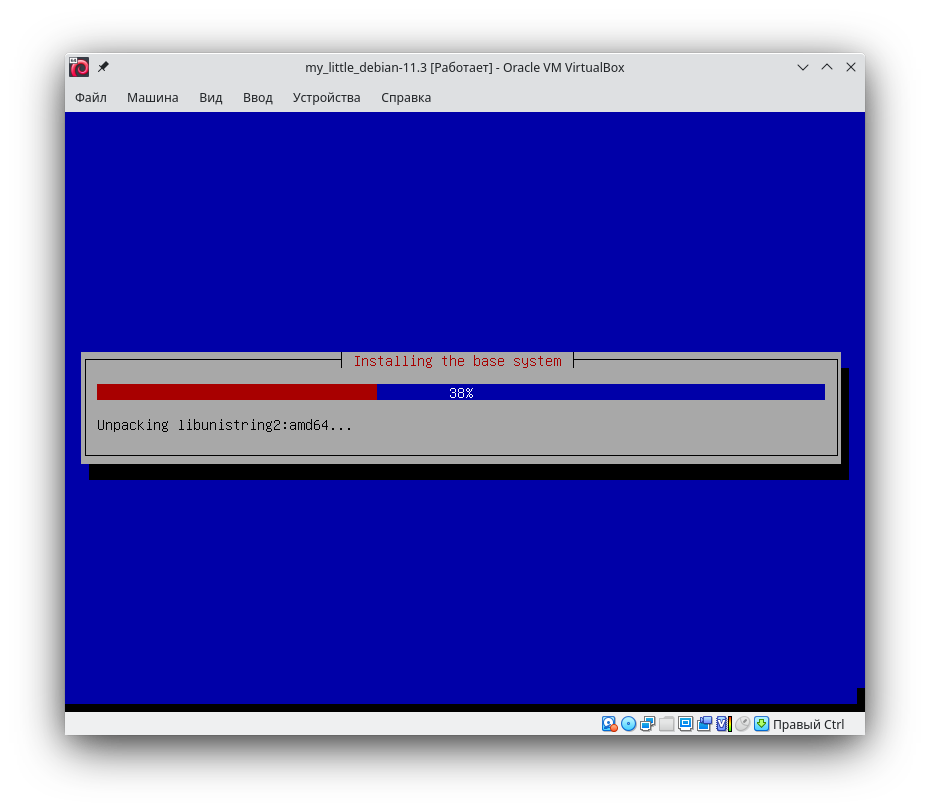 my_little_debian-11.3 [Работает] - Oracle VM VirtualBox
Файл Машина Вид Ввод Устройства Справка
Installing the base system
38%
Unpacking libunistring2:amd64...
Правый Ctrl